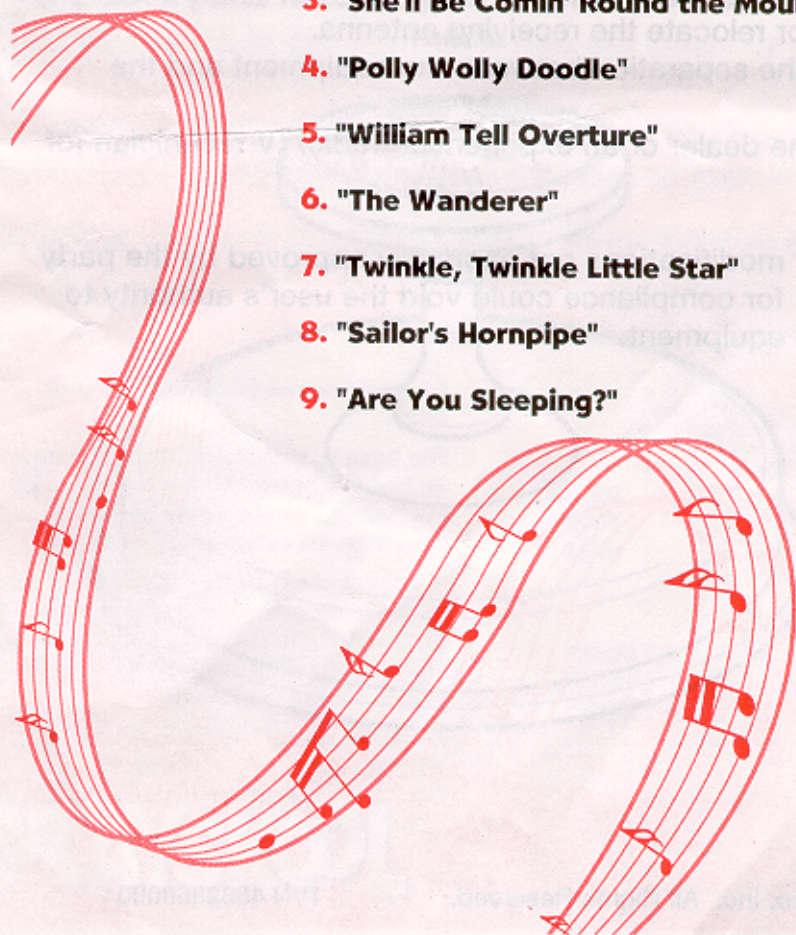 3. "She'll Be Comin' Round the Mou
4. "Polly Wolly Doodle"
5. "William Tell Overture"
6. "The Wanderer"
7. "Twinkle, Twinkle Little Star"
8. "Sailor's Hornpipe"
9. "Are You Sleeping?"